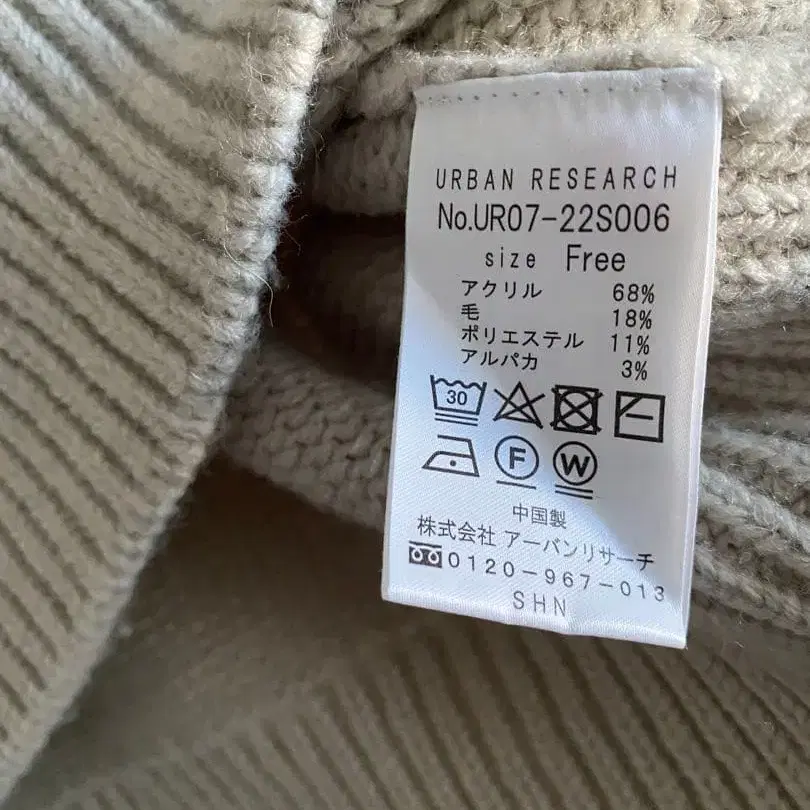 URBAN RESEARCH
No.UR07-22S006
size Free
アクリル 68%
毛 18%
ポリエステル 11%
アルパカ 3%
30
F W
中国製
株式会社 アーバンリサーチ
0120-967-013
SHN